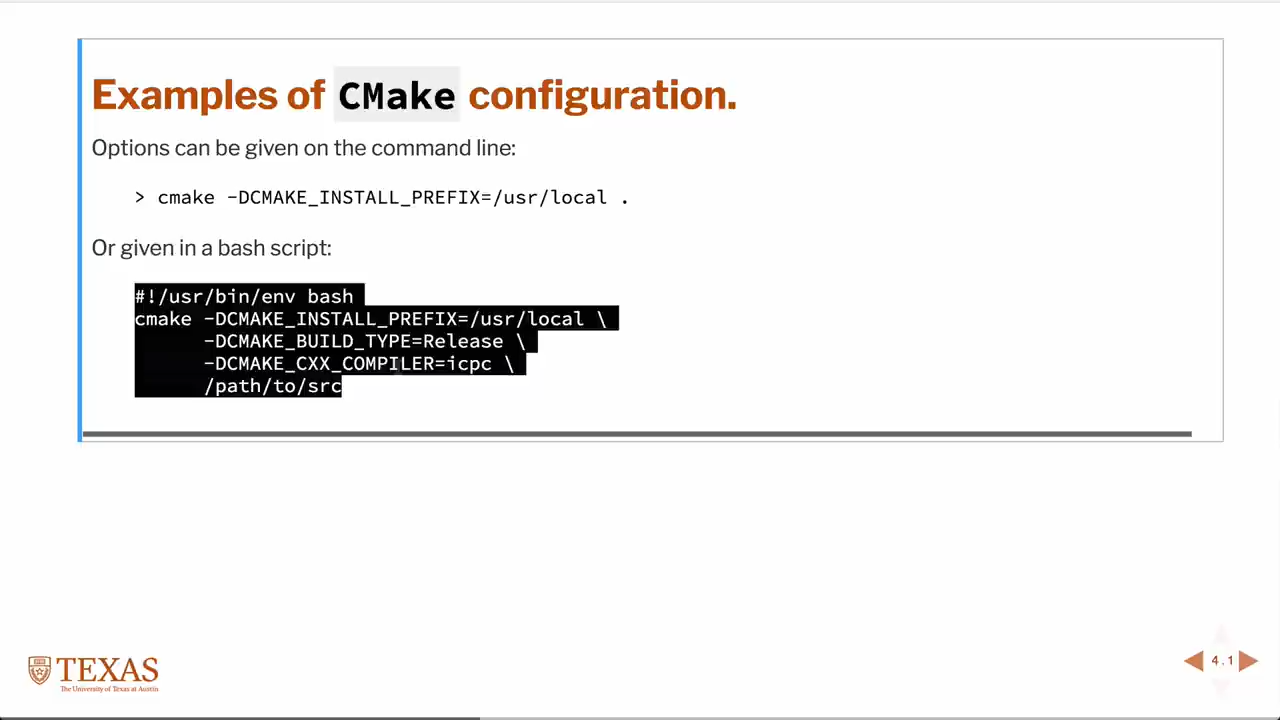 Examples of CMake configuration.
Options can be given on the command line:
> cmake -DCMAKE_INSTALL_PREFIX=/usr/local .
Or given in a bash script:
#!/usr/bin/env bash
cmake -DCMAKE_INSTALL_PREFIX=/usr/local \
-DCMAKE_BUILD_TYPE=Release \
-DCMAKE_CXX_COMPILER=icpc \
/path/to/src
TEXAS
The University of Texas at Austin
4.1